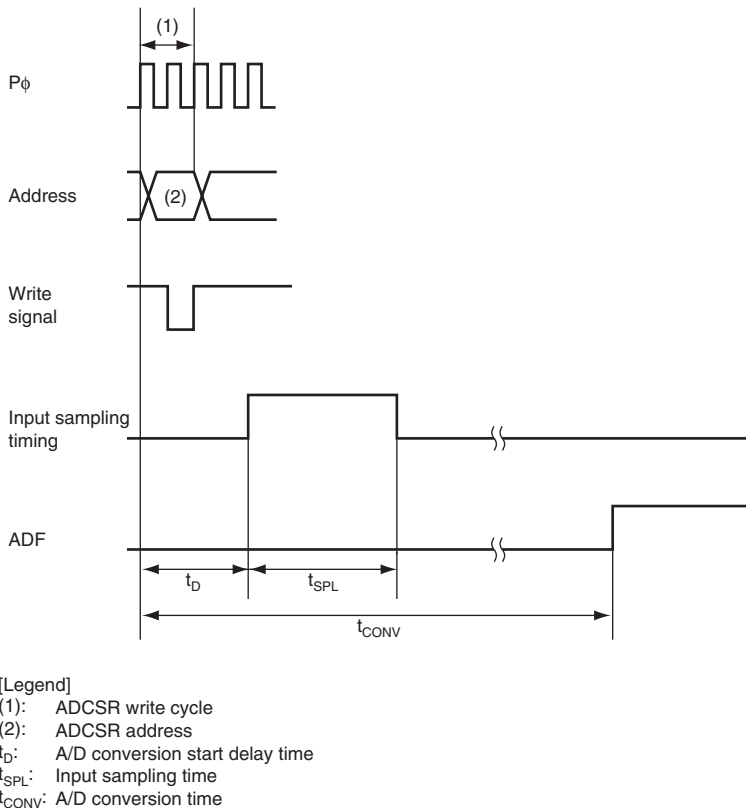 (1)
Pϕ
Address
(2)
Write
signal
Input sampling
timing
ADF
tD
tSPL
tCONV
[Legend]
(1): ADCSR write cycle
(2): ADCSR address
tD: A/D conversion start delay time
tSPL: Input sampling time
tCONV: A/D conversion time